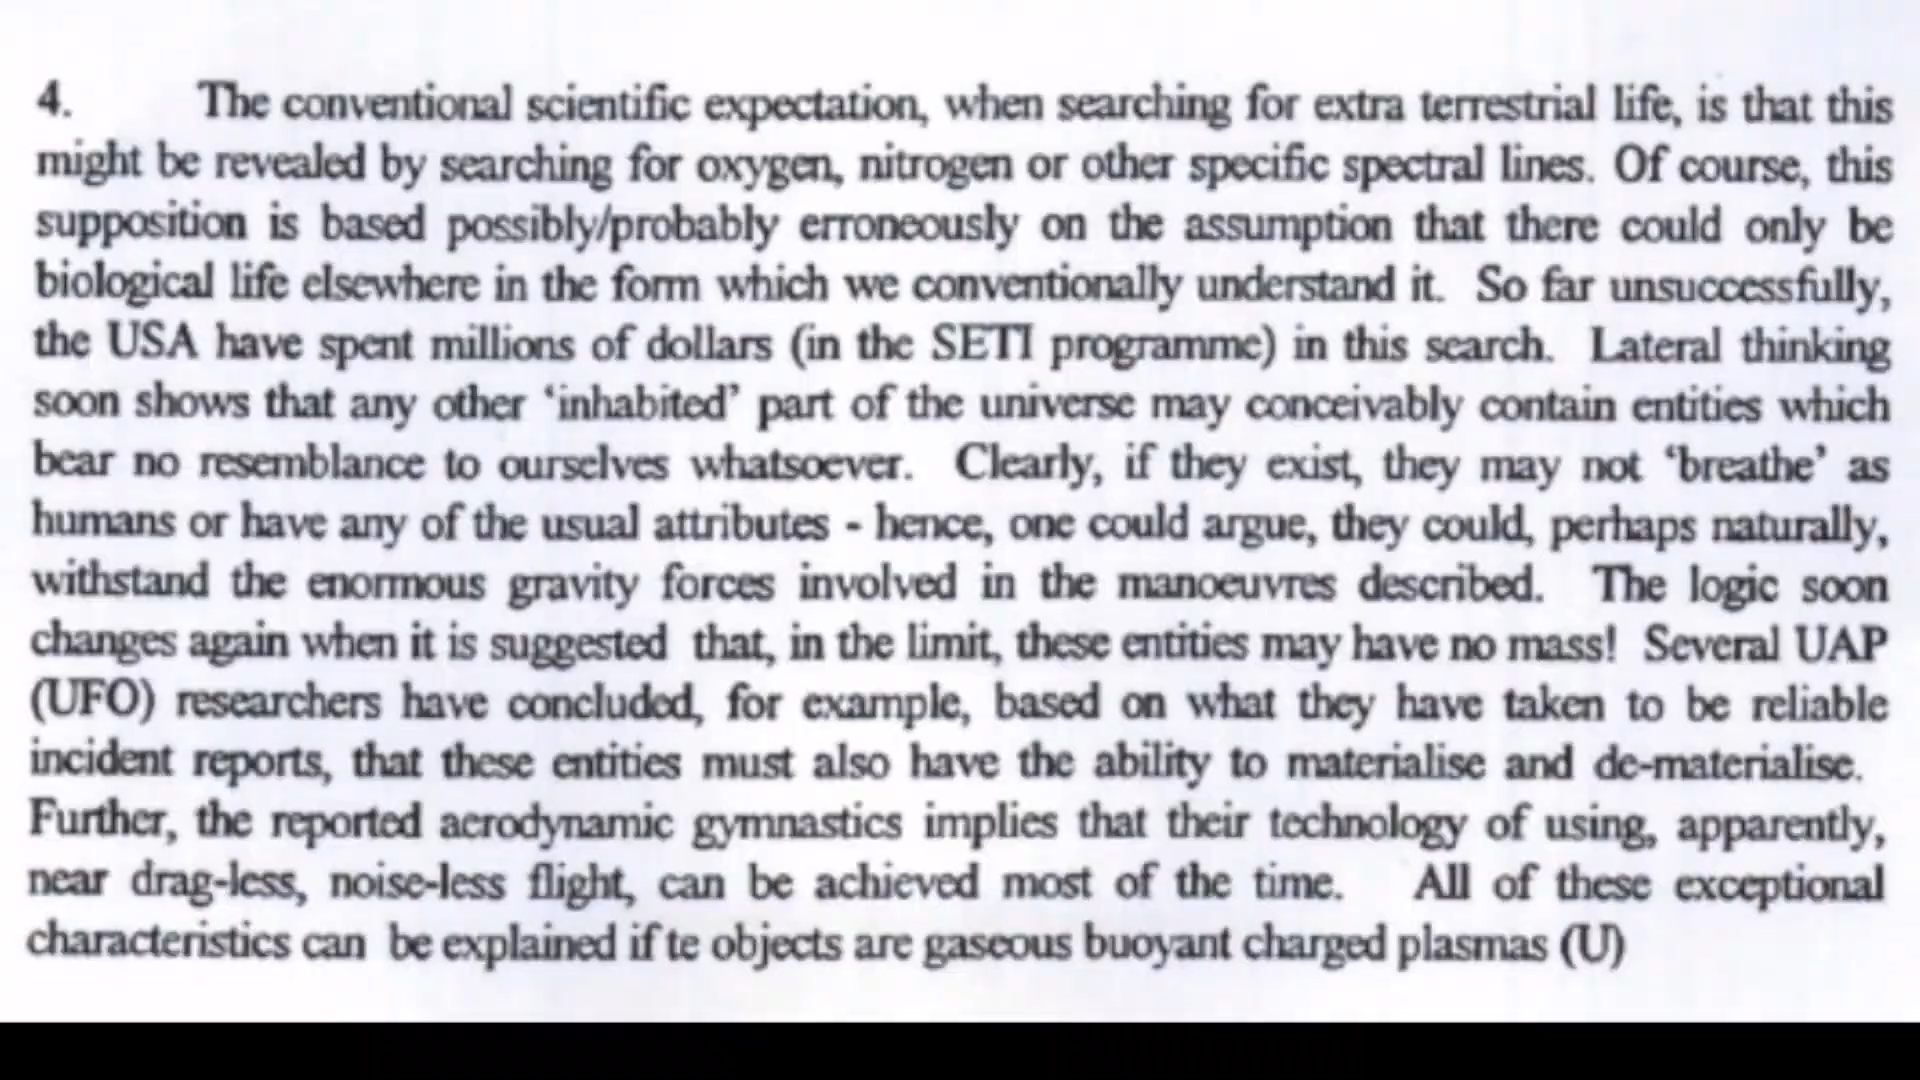 4. The conventional scientific expectation, when searching for extra terrestrial life, is that this
might be revealed by searching for oxygen, nitrogen or other specific spectral lines. Of course, this
supposition is based possibly/probably erroneously on the assumption that there could only be
biological life elsewhere in the form which we conventionally understand it. So far unsuccessfully,
the USA have spent millions of dollars (in the SETI programme) in this search. Lateral thinking
soon shows that any other ‘inhabited’ part of the universe may conceivably contain entities which
bear no resemblance to ourselves whatsoever. Clearly, if they exist, they may not ‘breathe’ as
humans or have any of the usual attributes - hence, one could argue, they could, perhaps naturally,
withstand the enormous gravity forces involved in the manoeuvres described. The logic soon
changes again when it is suggested that, in the limit, these entities may have no mass! Several UAP
(UFO) researchers have concluded, for example, based on what they have taken to be reliable
incident reports, that these entities must also have the ability to materialise and de-materialise.
Further, the reported aerodynamic gymnastics implies that their technology of using, apparently,
near drag-less, noise-less flight, can be achieved most of the time. All of these exceptional
characteristics can be explained if te objects are gaseous buoyant charged plasmas (U)